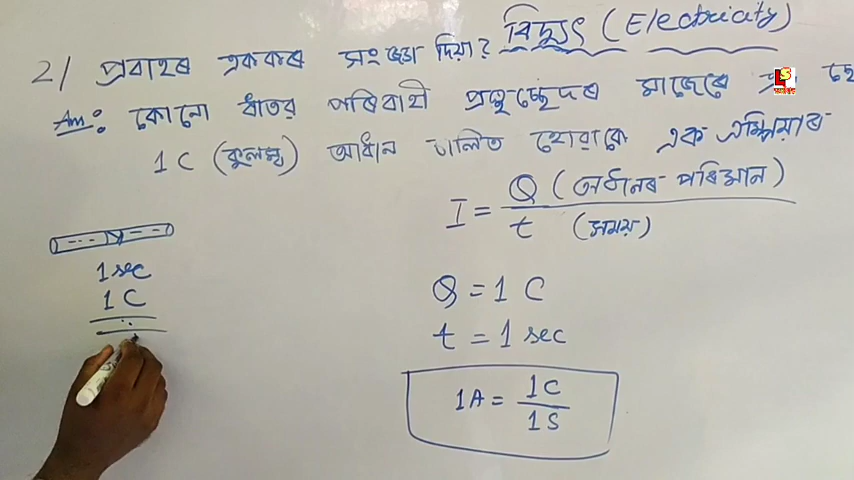 বিদ্যুৎ (Electricity)
2) প্ৰবাহৰ এককৰ সংজ্ঞা দিয়া?
Ans: কোনো ধাতৱ পৰিবাহী প্ৰস্থচ্ছেদৰ মাজেৰে
1 C (কুলম্ব) আধান চালিত হোৱাকে এক এম্পিয়াৰ
I = Q (আধানৰ পৰিমান) / t (সময়)
1 sec
1 C
Q = 1 C
t = 1 sec
1A = 1C / 1S